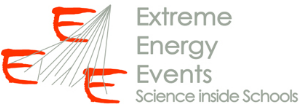 E E E
Extreme
Energy
Events
Science inside Schools